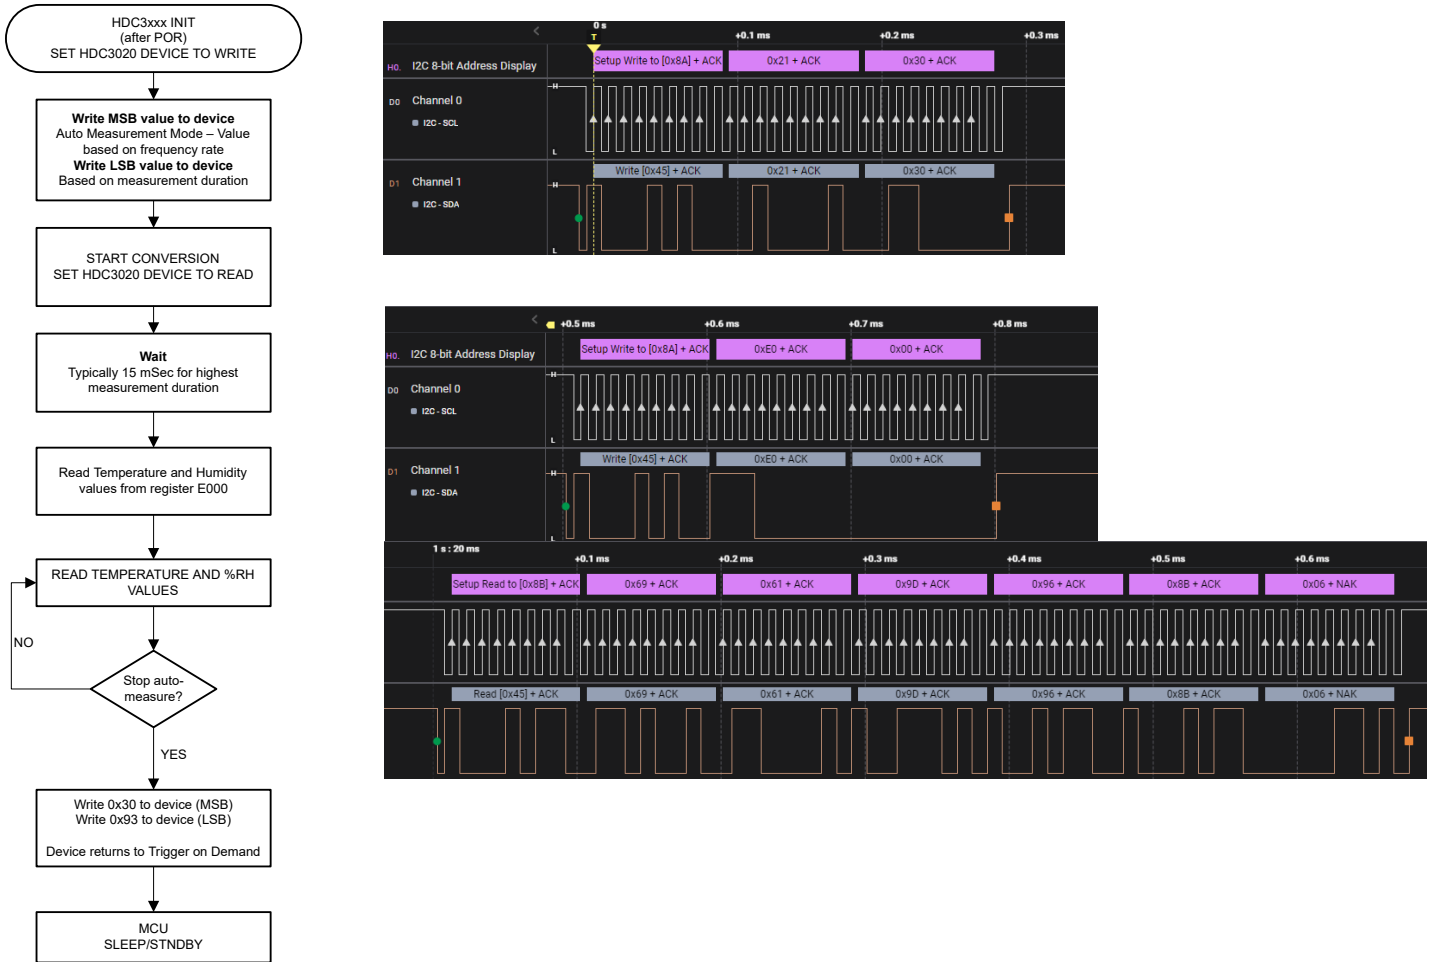 HDC3xxx INIT
(after POR)
SET HDC3020 DEVICE TO WRITE
Write MSB value to device
Auto Measurement Mode – Value
based on frequency rate
Write LSB value to device
Based on measurement duration
START CONVERSION
SET HDC3020 DEVICE TO READ
Wait
Typically 15 mSec for highest
measurement duration
Read Temperature and Humidity
values from register E000
READ TEMPERATURE AND %RH
VALUES
NO
Stop auto-
measure?
YES
Write 0x30 to device (MSB)
Write 0x93 to device (LSB)
Device returns to Trigger on Demand
MCU
SLEEP/STNDBY
0 s
T
+0.1 ms
+0.2 ms
+0.3 ms
H0. I2C 8-bit Address Display
Setup Write to [0x8A] + ACK
0x21 + ACK
0x30 + ACK
D0 Channel 0
I2C - SCL
H
L
Write [0x45] + ACK
0x21 + ACK
0x30 + ACK
D1 Channel 1
I2C - SDA
H
L
+0.5 ms
+0.6 ms
+0.7 ms
+0.8 ms
H0. I2C 8-bit Address Display
Setup Write to [0x8A] + ACK
0xE0 + ACK
0x00 + ACK
D0 Channel 0
I2C - SCL
H
L
Write [0x45] + ACK
0xE0 + ACK
0x00 + ACK
D1 Channel 1
I2C - SDA
H
L
1 s : 20 ms
+0.1 ms
+0.2 ms
+0.3 ms
+0.4 ms
+0.5 ms
+0.6 ms
Setup Read to [0x8B] + ACK
0x69 + ACK
0x61 + ACK
0x9D + ACK
0x96 + ACK
0x8B + ACK
0x06 + NAK
Read [0x45] + ACK
0x69 + ACK
0x61 + ACK
0x9D + ACK
0x96 + ACK
0x8B + ACK
0x06 + NAK